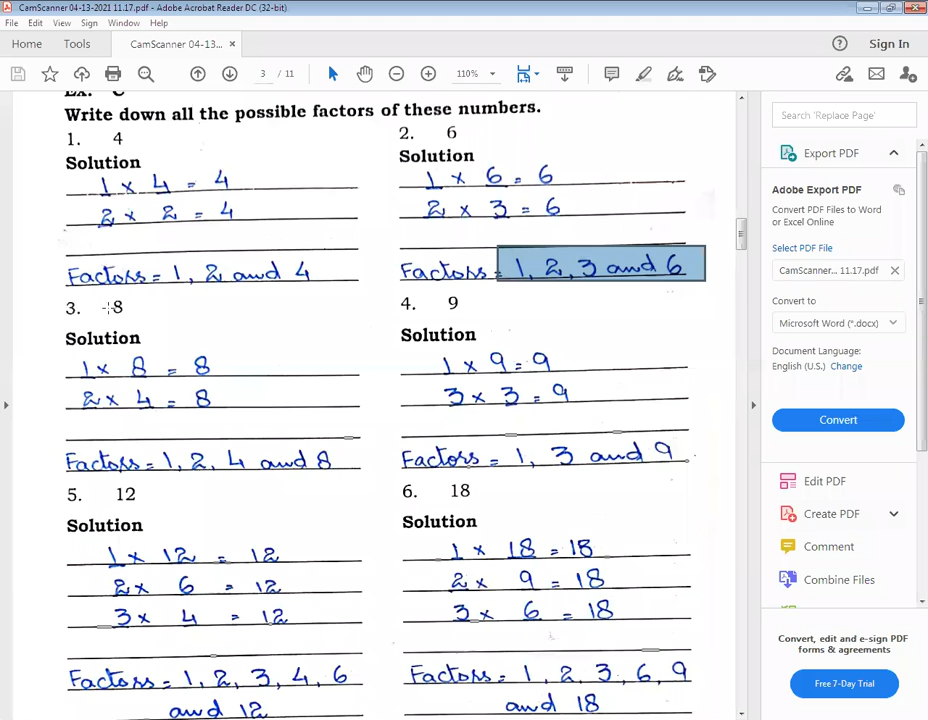 CamScanner 04-13-2021 11.17.pdf - Adobe Acrobat Reader DC (32-bit)
File Edit View Sign Window Help
Home Tools CamScanner 04-13... × Sign In
3 / 11 110%
Write down all the possible factors of these numbers.
1. 4
Solution
1 × 4 = 4
2 × 2 = 4
Factors = 1, 2 and 4
2. 6
Solution
1 × 6 = 6
2 × 3 = 6
Factors = 1, 2, 3 and 6
3. 8
Solution
1 × 8 = 8
2 × 4 = 8
Factors = 1, 2, 4 and 8
4. 9
Solution
1 × 9 = 9
3 × 3 = 9
Factors = 1, 3 and 9
5. 12
Solution
1 × 12 = 12
2 × 6 = 12
3 × 4 = 12
Factors = 1, 2, 3, 4, 6
and 12
6. 18
Solution
1 × 18 = 18
2 × 9 = 18
3 × 6 = 18
Factors = 1, 2, 3, 6, 9
and 18
Search 'Replace Page'
Export PDF
Adobe Export PDF
Convert PDF Files to Word
or Excel Online
Select PDF File
CamScanner... 11.17.pdf ×
Convert to
Microsoft Word (*.docx)
Document Language:
English (U.S.) Change
Convert
Edit PDF
Create PDF
Comment
Combine Files
Convert, edit and e-sign PDF
forms & agreements
Free 7-Day Trial